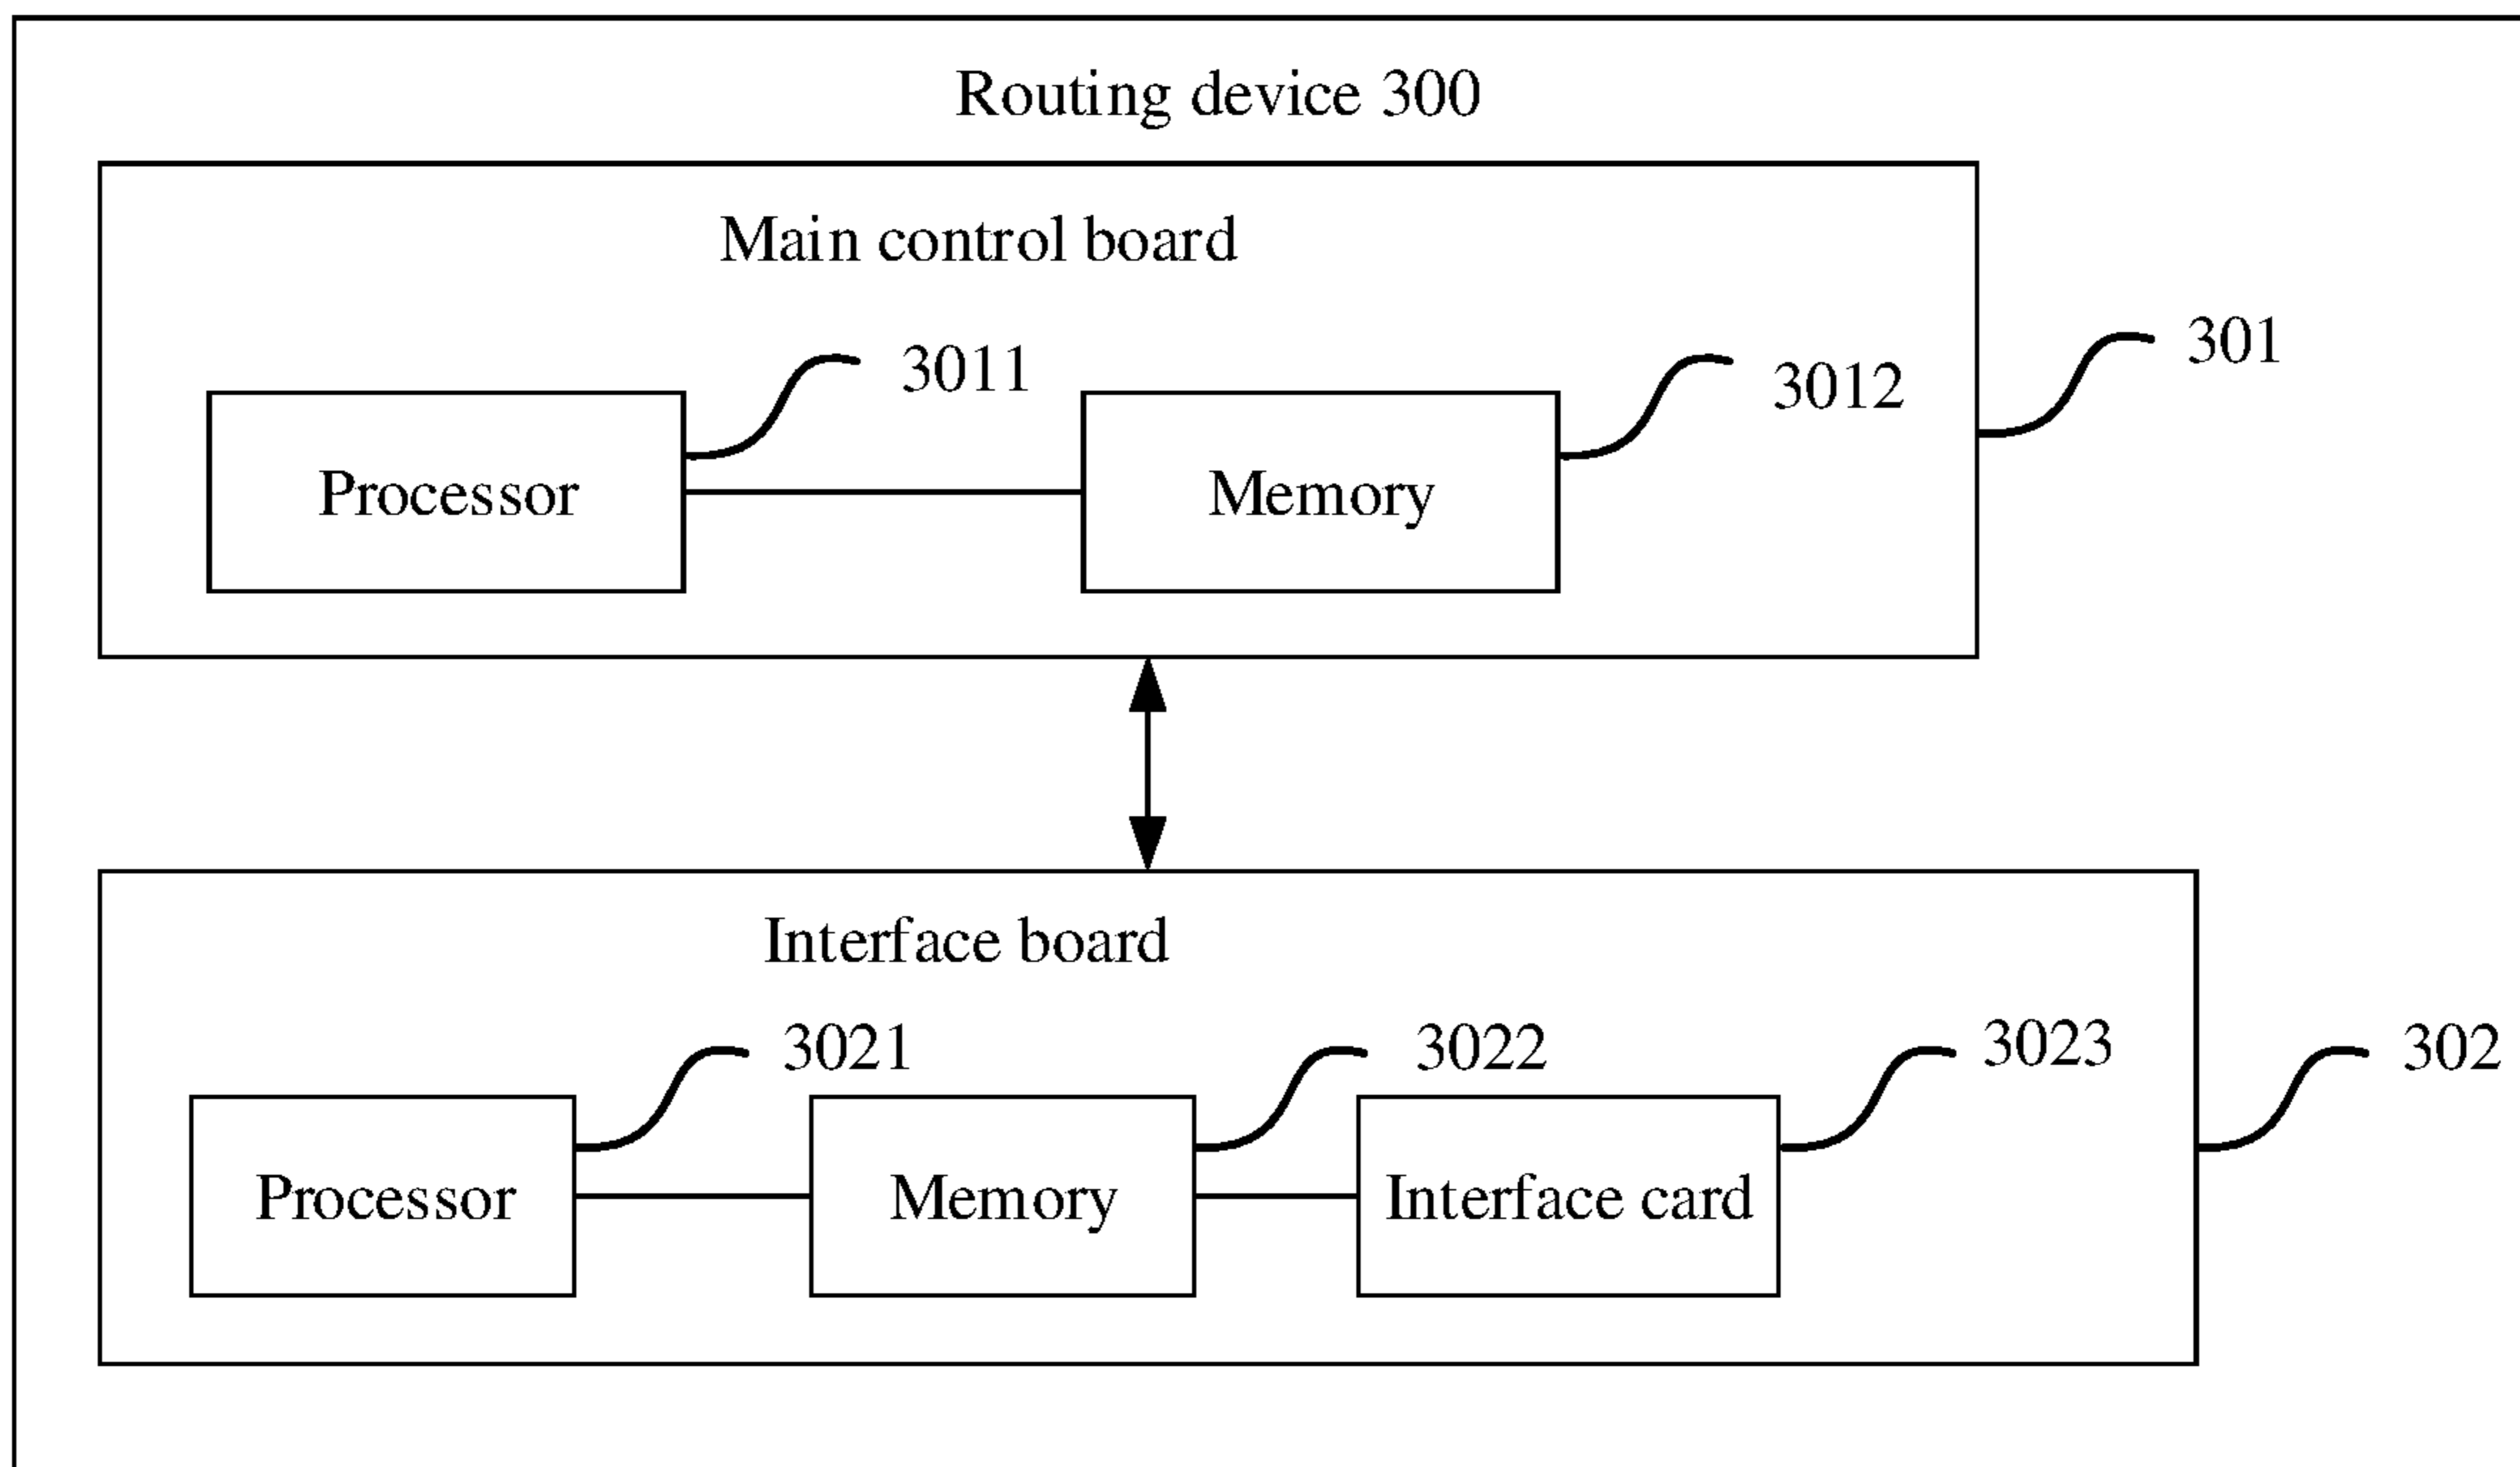 Routing device 300
Main control board
301
3011
3012
Processor
Memory
Interface board
3021
3022
3023
302
Processor
Memory
Interface card